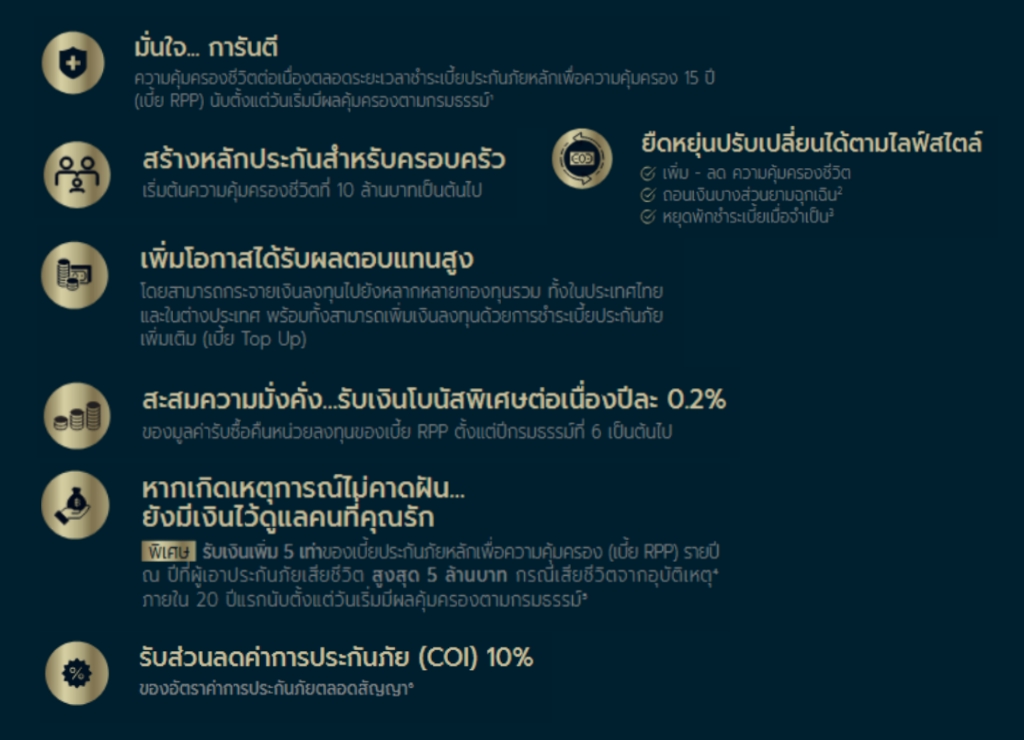 มั่นใจ... การันตี
ความคุ้มครองชีวิตต่อเนื่องตลอดระยะเวลาชำระเบี้ยประกันภัยหลักเพื่อความคุ้มครอง 15 ปี
(เบี้ย RPP) นับตั้งแต่วันเริ่มมีผลคุ้มครองตามกรมธรรม์¹
สร้างหลักประกันสำหรับครอบครัว
เริ่มต้นความคุ้มครองชีวิตที่ 10 ล้านบาทเป็นต้นไป
COI
ยืดหยุ่นปรับเปลี่ยนได้ตามไลฟ์สไตล์
เพิ่ม - ลด ความคุ้มครองชีวิต
ถอนเงินบางส่วนยามฉุกเฉิน²
หยุดพักชำระเบี้ยเมื่อจำเป็น³
เพิ่มโอกาสได้รับผลตอบแทนสูง
โดยสามารถกระจายเงินลงทุนไปยังหลากหลายกองทุนรวม ทั้งในประเทศไทย
และในต่างประเทศ พร้อมทั้งสามารถเพิ่มเงินลงทุนด้วยการชำระเบี้ยประกันภัย
เพิ่มเติม (เบี้ย Top Up)
สะสมความมั่งคั่ง...รับเงินโบนัสพิเศษต่อเนื่องปีละ 0.2%
ของมูลค่ารับซื้อคืนหน่วยลงทุนของเบี้ย RPP ตั้งแต่ปีกรมธรรม์ที่ 6 เป็นต้นไป
หากเกิดเหตุการณ์ไม่คาดฝัน...
ยังมีเงินไว้ดูแลคนที่คุณรัก
พิเศษ รับเงินเพิ่ม 5 เท่าของเบี้ยประกันภัยหลักเพื่อความคุ้มครอง (เบี้ย RPP) รายปี
ณ ปีที่ผู้เอาประกันภัยเสียชีวิต สูงสุด 5 ล้านบาท กรณีเสียชีวิตจากอุบัติเหตุ⁴
ภายใน 20 ปีแรกนับตั้งแต่วันเริ่มมีผลคุ้มครองตามกรมธรรม์⁵
%
รับส่วนลดค่าการประกันภัย (COI) 10%
ของอัตราค่าการประกันภัยตลอดสัญญา⁶